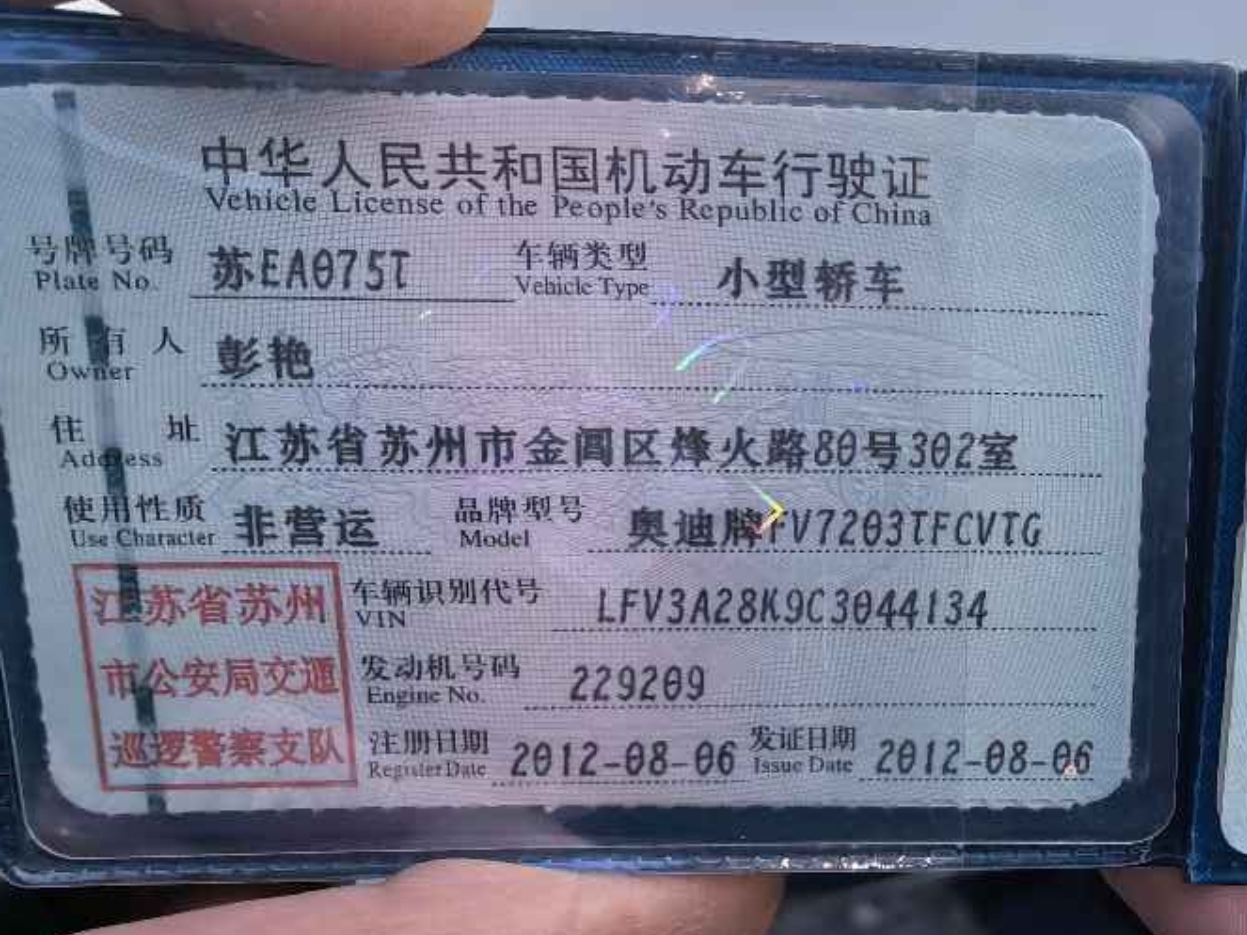 中华人民共和国机动车行驶证
Vehicle License of the People's Republic of China
号牌号码 苏EA075T 车辆类型 小型轿车
Plate No. Vehicle Type
所有人 彭艳
Owner
住址 江苏省苏州市金阊区烽火路80号302室
Address
使用性质 非营运 品牌型号 奥迪牌FV7203TFCVTG
Use Character Model
江苏省苏州 车辆识别代号 LFV3A28K9C3044134
VIN
市公安局交通 发动机号码 229209
Engine No.
巡逻警察支队 注册日期 2012-08-06 发证日期 2012-08-06
Register Date Issue Date